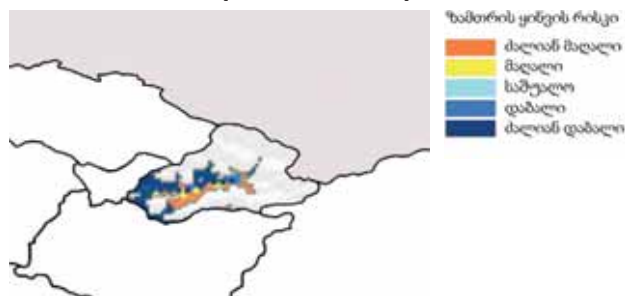 ზამთრის ყინვის რისკი
ძალიან მაღალი
მაღალი
საშუალო
დაბალი
ძალიან დაბალი